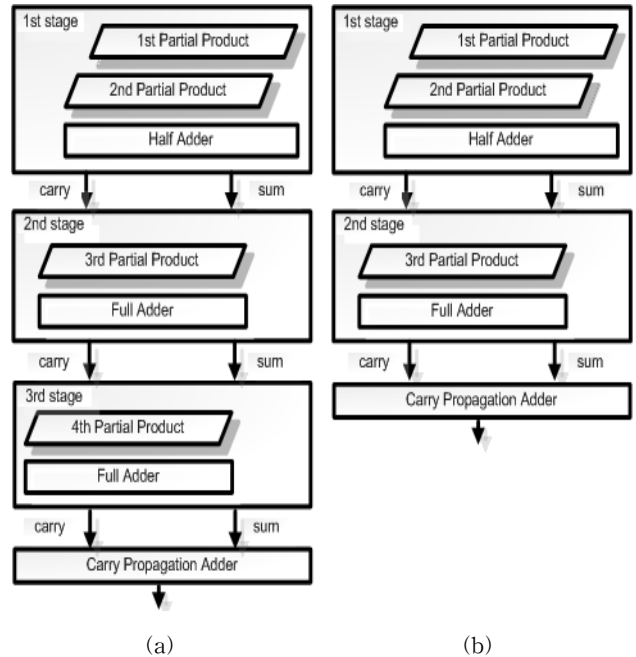 1st stage
1st Partial Product
2nd Partial Product
Half Adder
carry
sum
2nd stage
3rd Partial Product
Full Adder
carry
sum
3rd stage
4th Partial Product
Full Adder
carry
sum
Carry Propagation Adder
(a)
1st stage
1st Partial Product
2nd Partial Product
Half Adder
carry
sum
2nd stage
3rd Partial Product
Full Adder
carry
sum
Carry Propagation Adder
(b)